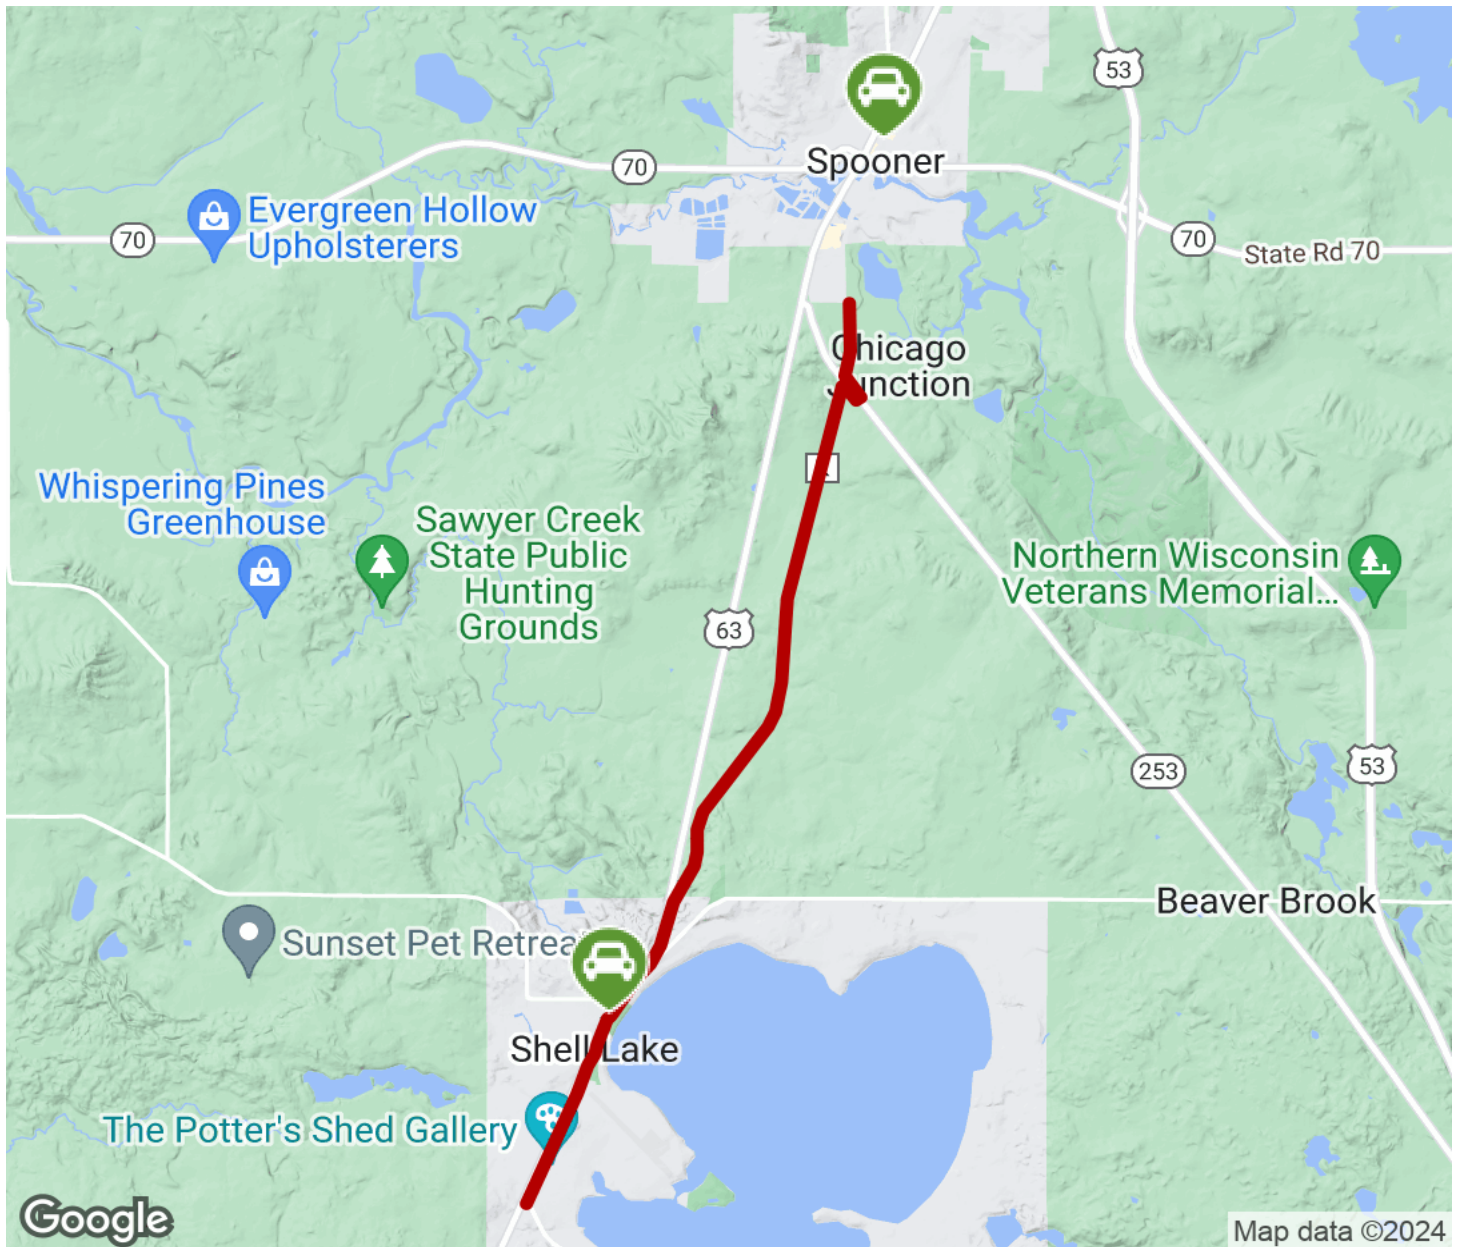 53
Spooner
70
Evergreen Hollow
Upholsterers
70
70
State Rd 70
Chicago
Junction
Whispering Pines
Greenhouse
Sawyer Creek
State Public
Hunting
Grounds
Northern Wisconsin
Veterans Memorial...
63
253
53
Beaver Brook
Sunset Pet Retrea
Shell Lake
The Potter's Shed Gallery
Google
Map data ©2024